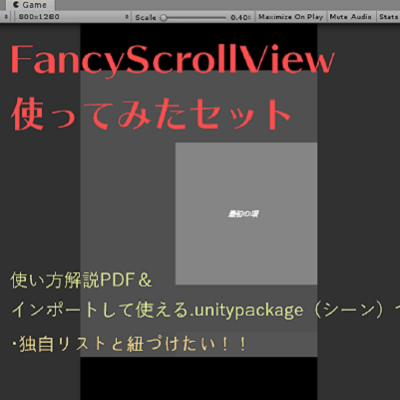 Game
800x1280 Scale 0.40x Maximize On Play Mute Audio Stats
FancyScrollView
使ってみたセット
最初の項
使い方解説PDF&
インポートして使える.unitypackage(シーン)
・独自リストと紐づけたい!!